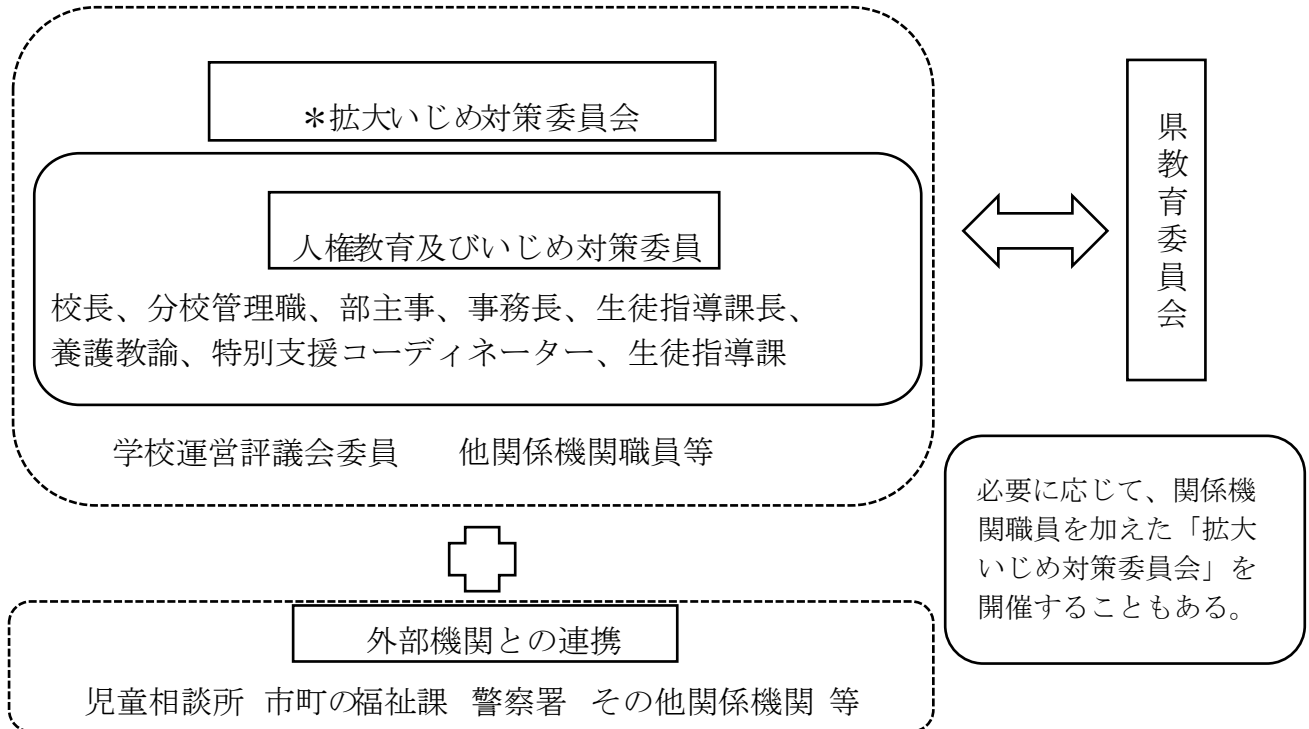 ＊拡大いじめ対策委員会
人権教育及びいじめ対策委員
校長、分校管理職、部主事、事務長、生徒指導課長、
養護教諭、特別支援コーディネーター、生徒指導課
学校運営評議会委員　他関係機関職員等
県教育委員会
必要に応じて、関係機
関職員を加えた「拡大
いじめ対策委員会」を
開催することもある。
外部機関との連携
児童相談所 市町の福祉課 警察署 その他関係機関 等